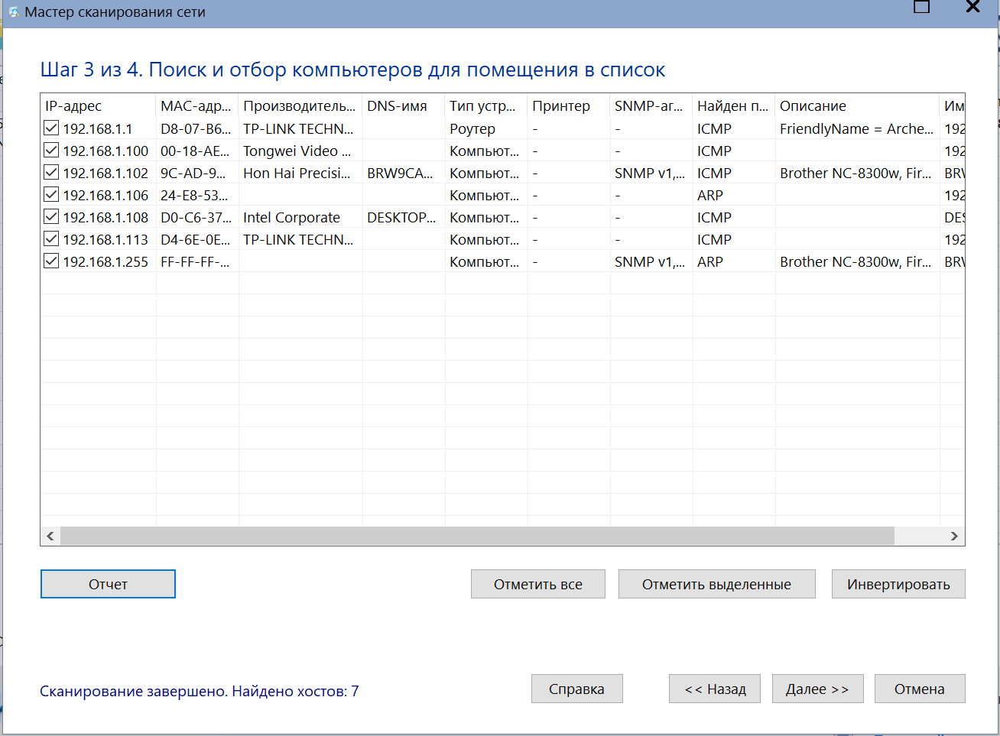 Мастер сканирования сети
Шаг 3 из 4. Поиск и отбор компьютеров для помещения в список
IP-адрес MAC-адр... Производитель... DNS-имя Тип устр... Принтер SNMP-аг... Найден п... Описание Им
192.168.1.1 D8-07-B6... TP-LINK TECHN... Роутер - - ICMP FriendlyName = Arche... 192
192.168.1.100 00-18-AE... Tongwei Video ... Компьют... - - ICMP 192
192.168.1.102 9C-AD-9... Hon Hai Precisi... BRW9CA... Компьют... - SNMP v1,... ICMP Brother NC-8300w, Fir... BRW
192.168.1.106 24-E8-53... Компьют... - - ARP 192
192.168.1.108 D0-C6-37... Intel Corporate DESKTOP... Компьют... - - ICMP DES
192.168.1.113 D4-6E-0E... TP-LINK TECHN... Компьют... - - ICMP 192
192.168.1.255 FF-FF-FF-... Компьют... - SNMP v1,... ARP Brother NC-8300w, Fir... BRW
Отчет Отметить все Отметить выделенные Инвертировать
Сканирование завершено. Найдено хостов: 7
Справка << Назад Далее >> Отмена